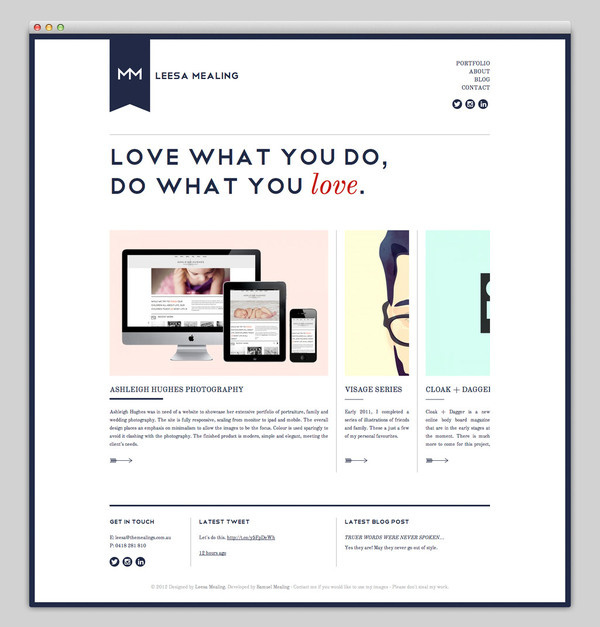 MM
LEESA MEALING
PORTFOLIO
ABOUT
BLOG
CONTACT
LOVE WHAT YOU DO,
DO WHAT YOU love.
ASHLEIGH HUGHES PHOTOGRAPHY
Ashleigh Hughes was in need of a website to showcase her extensive portfolio of portraiture, family and
wedding photography. The site is fully responsive, scaling from monitor to ipad and mobile. The overall
design places an emphasis on minimalism to allow the images to be the focus. Colour is used sparingly to
avoid it clashing with the photography. The finished product is modern, simple and elegant, meeting the
client's needs.
VISAGE SERIES
Early 2011, I completed a
series of illustrations of friends
and family. These a just a few
of my personal favourites.
CLOAK + DAGGER
Cloak + Dagger is a new
online body board magazine
that are in the early stages at
the moment. There is much
more to come for this project.
GET IN TOUCH
E: leesa@themealings.com.au
P: 0416 261 810
LATEST TWEET
Let's do this.
12 hours ago
LATEST BLOG POST
TRUER WORDS WERE NEVER SPOKEN...
Yes they are! May they never go out of style.
© 2012 Designed by Leesa Mealing. Developed by Samuel Mealing - Contact me if you would like to use my images - Please don't steal my work.